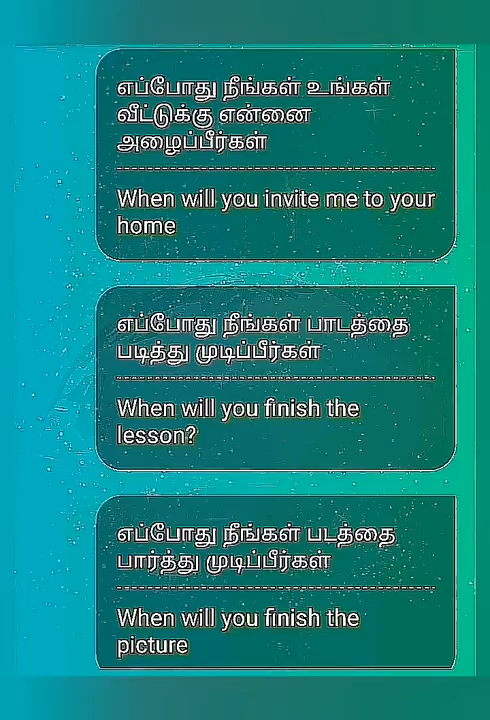 எப்போது நீங்கள் உங்கள்
வீட்டுக்கு என்னை
அழைப்பீர்கள்
When will you invite me to your
home
எப்போது நீங்கள் பாடத்தை
படித்து முடிப்பீர்கள்
When will you finish the
lesson?
எப்போது நீங்கள் படத்தை
பார்த்து முடிப்பீர்கள்
When will you finish the
picture